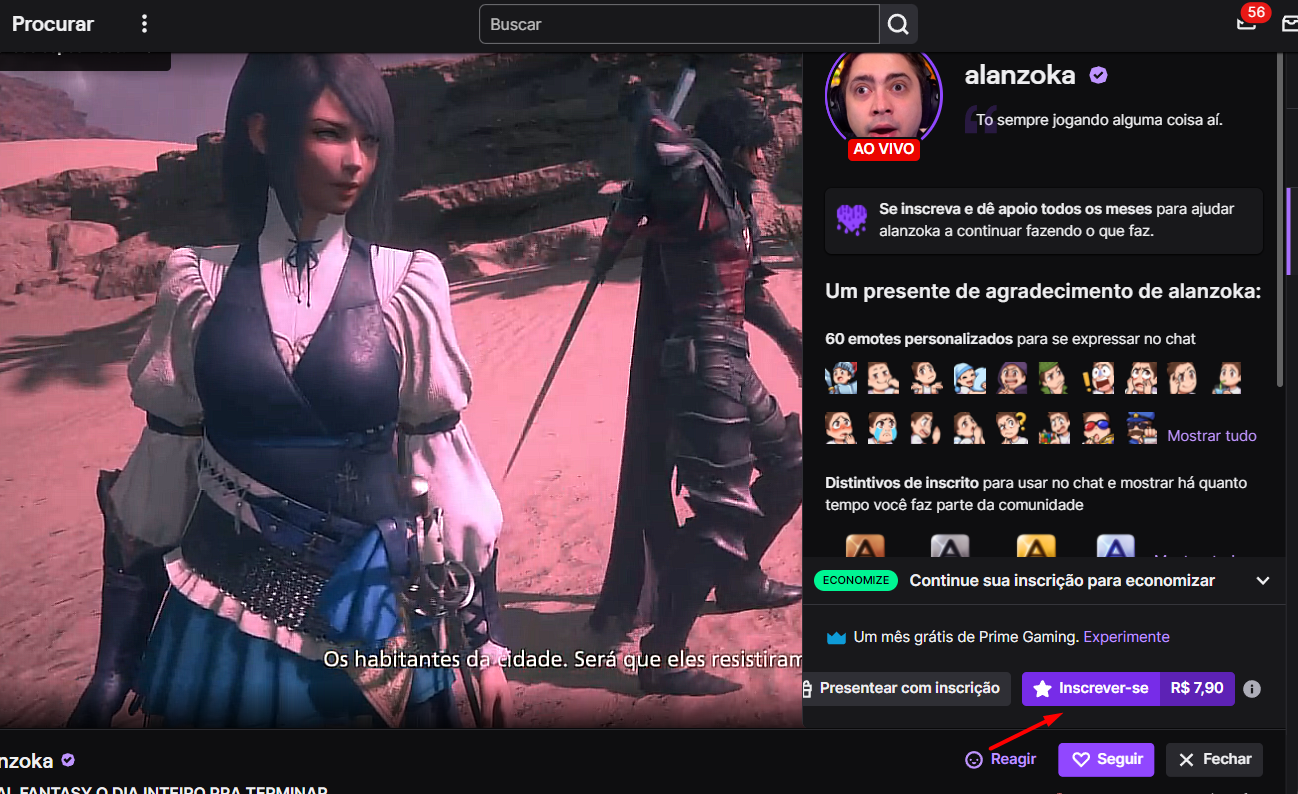 Procurar
Buscar
56
alanzoka
To sempre jogando alguma coisa aí.
AO VIVO
Se inscreva e dê apoio todos os meses para ajudar
alanzoka a continuar fazendo o que faz.
Um presente de agradecimento de alanzoka:
60 emotes personalizados para se expressar no chat
Mostrar tudo
Distintivos de inscrito para usar no chat e mostrar há quanto
tempo você faz parte da comunidade
ECONOMIZE Continue sua inscrição para economizar
Um mês grátis de Prime Gaming. Experimente
Os habitantes da cidade. Será que eles resistiram
Presentear com inscrição
Inscrever-se R$ 7,90
nzoka
Reagir
Seguir
Fechar
AL FANTASY O DIA INTEIRO PRA TERMINAR